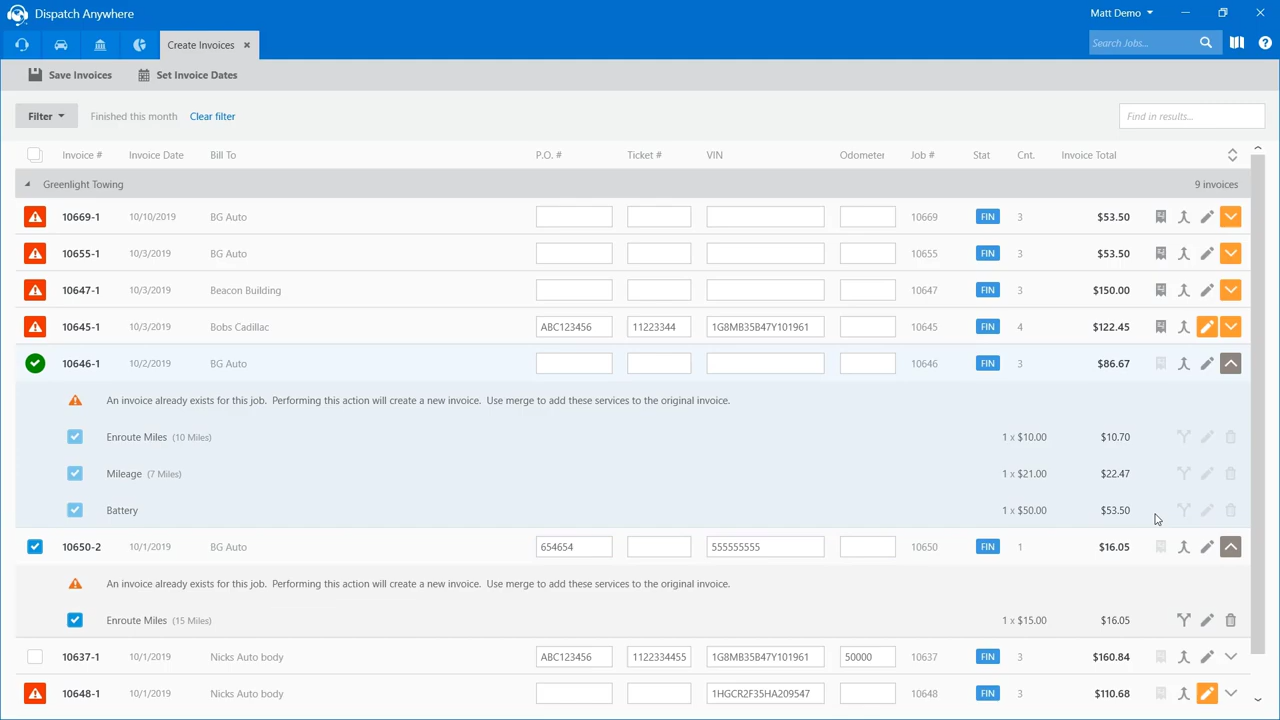 Dispatch Anywhere
Matt Demo
Create Invoices
Search Jobs...
Save Invoices
Set Invoice Dates
Filter
Finished this month
Clear filter
Find in results...
Invoice # Invoice Date Bill To P.O. # Ticket # VIN Odometer Job # Stat Cnt. Invoice Total
Greenlight Towing 9 invoices
10669-1 10/10/2019 BG Auto 10669 FIN 3 $53.50
10655-1 10/3/2019 BG Auto 10655 FIN 3 $53.50
10647-1 10/3/2019 Beacon Building 10647 FIN 3 $150.00
10645-1 10/3/2019 Bobs Cadillac ABC123456 11223344 1G8MB35B47Y101961 10645 FIN 4 $122.45
10646-1 10/2/2019 BG Auto 10646 FIN 3 $86.67
An invoice already exists for this job. Performing this action will create a new invoice. Use merge to add these services to the original invoice.
Enroute Miles (10 Miles) 1 x $10.00 $10.70
Mileage (7 Miles) 1 x $21.00 $22.47
Battery 1 x $50.00 $53.50
10650-2 10/1/2019 BG Auto 654654 555555555 10650 FIN 1 $16.05
An invoice already exists for this job. Performing this action will create a new invoice. Use merge to add these services to the original invoice.
Enroute Miles (15 Miles) 1 x $15.00 $16.05
10637-1 10/1/2019 Nicks Auto body ABC123456 1122334455 1G8MB35B47Y101961 50000 10637 FIN 3 $160.84
10648-1 10/1/2019 Nicks Auto body 1HGCR2F35HA209547 10648 FIN 3 $110.68